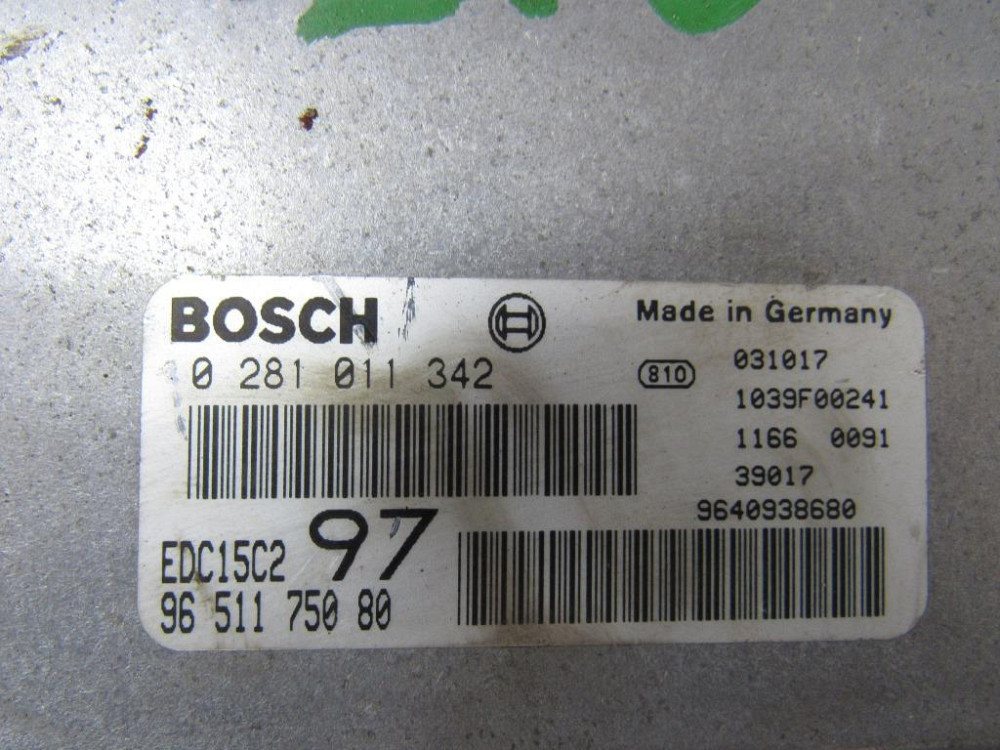 BOSCH
Made in Germany
0 281 011 342
810
031017
1039F00241
1166 0091
39017
9640938680
EDC15C2 97
96 511 750 80